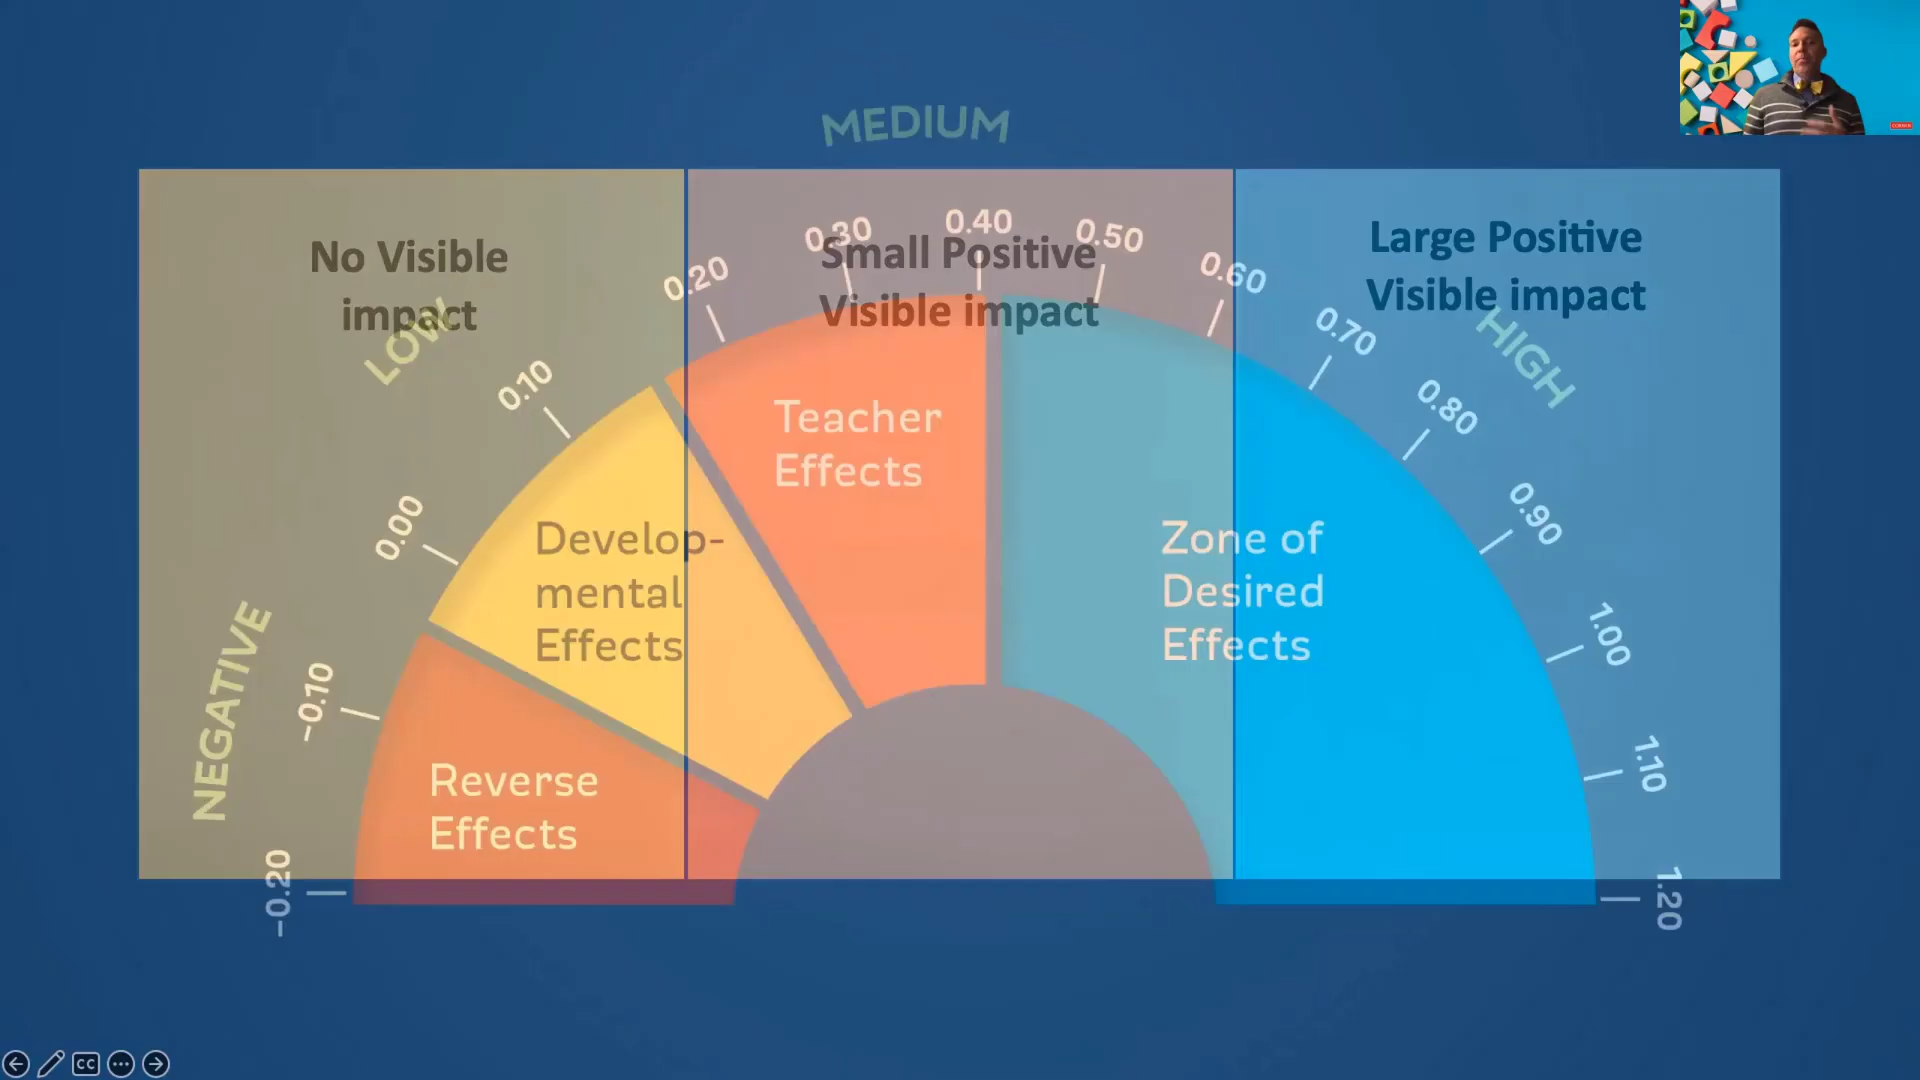 MEDIUM
No Visible
impact
Small Positive
Visible impact
Large Positive
Visible impact
NEGATIVE
LOW
HIGH
−0.20
−0.10
0.00
0.10
0.20
0.30
0.40
0.50
0.60
0.70
0.80
0.90
1.00
1.10
1.20
Reverse
Effects
Develop-
mental
Effects
Teacher
Effects
Zone of
Desired
Effects
CC